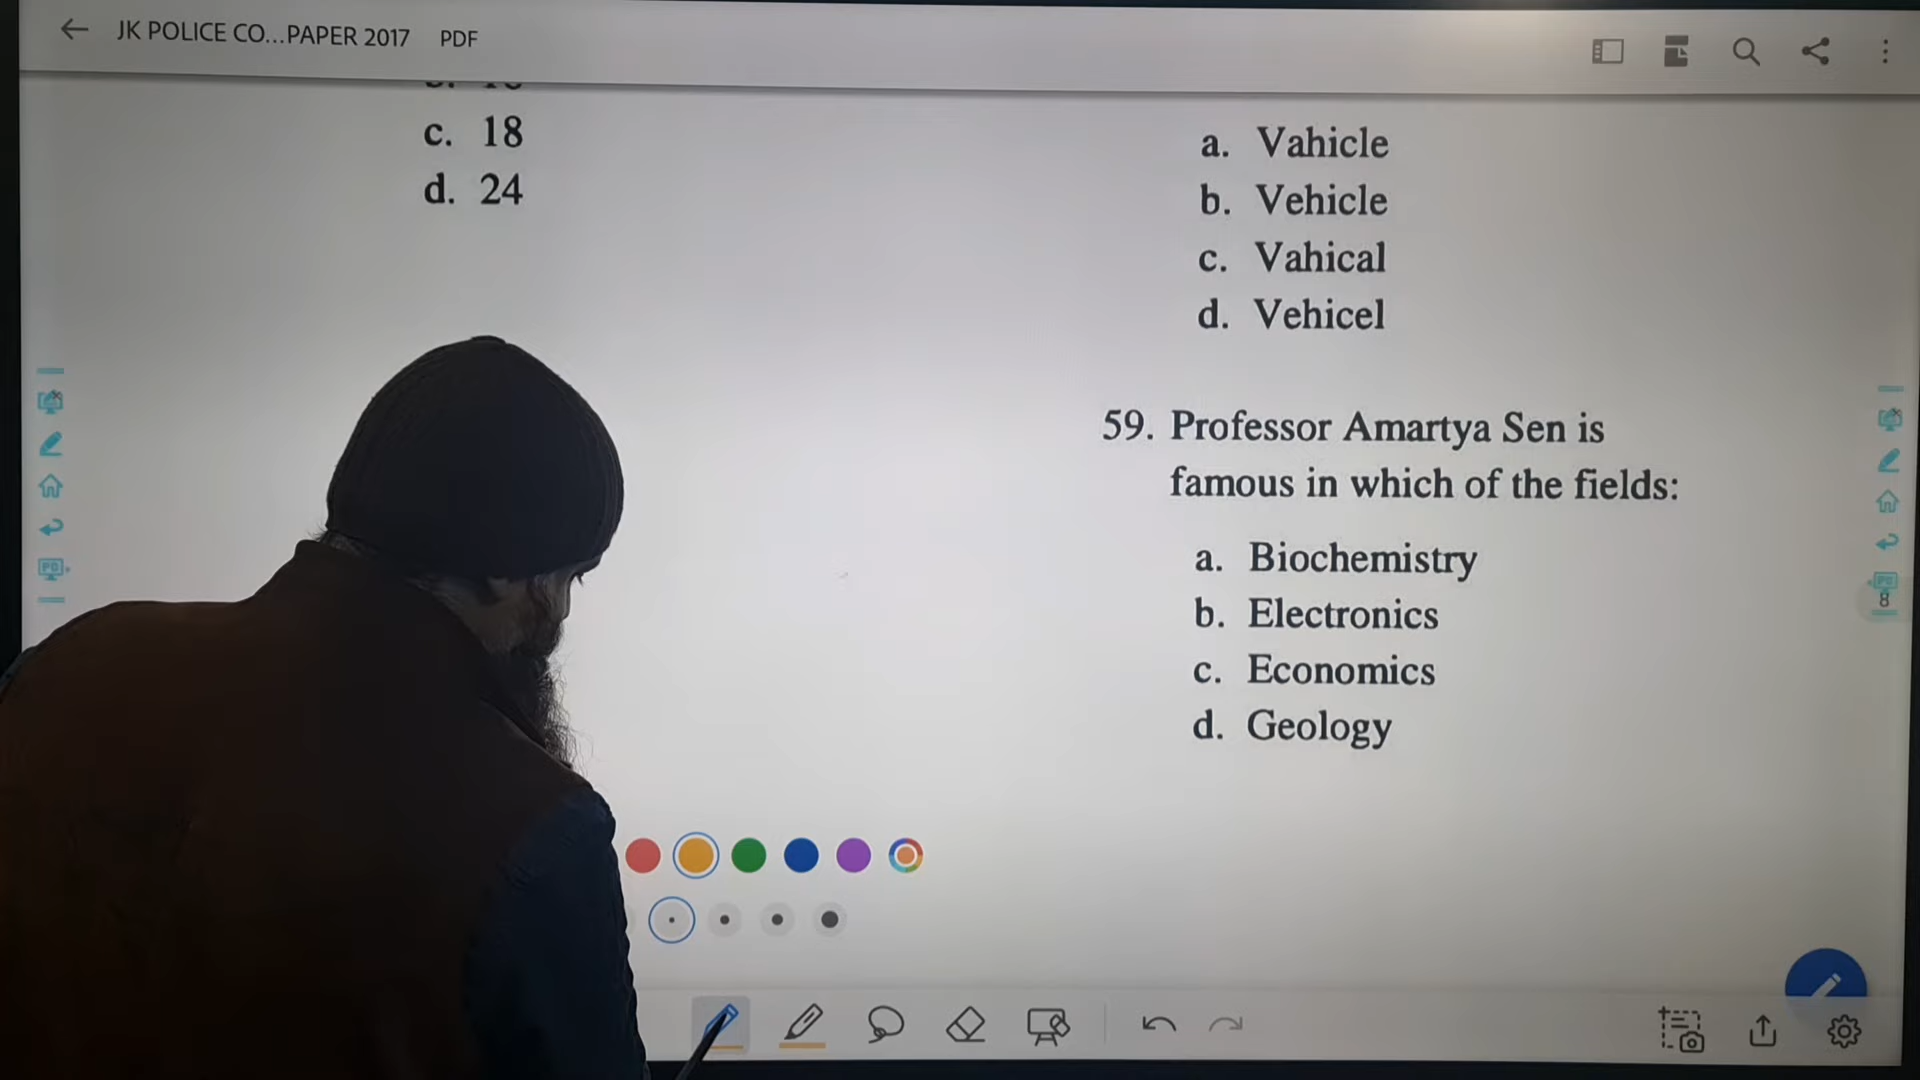 JK POLICE CO...PAPER 2017 PDF
c. 18
d. 24
a. Vahicle
b. Vehicle
c. Vahical
d. Vehicel
59. Professor Amartya Sen is
famous in which of the fields:
a. Biochemistry
b. Electronics
c. Economics
d. Geology
8